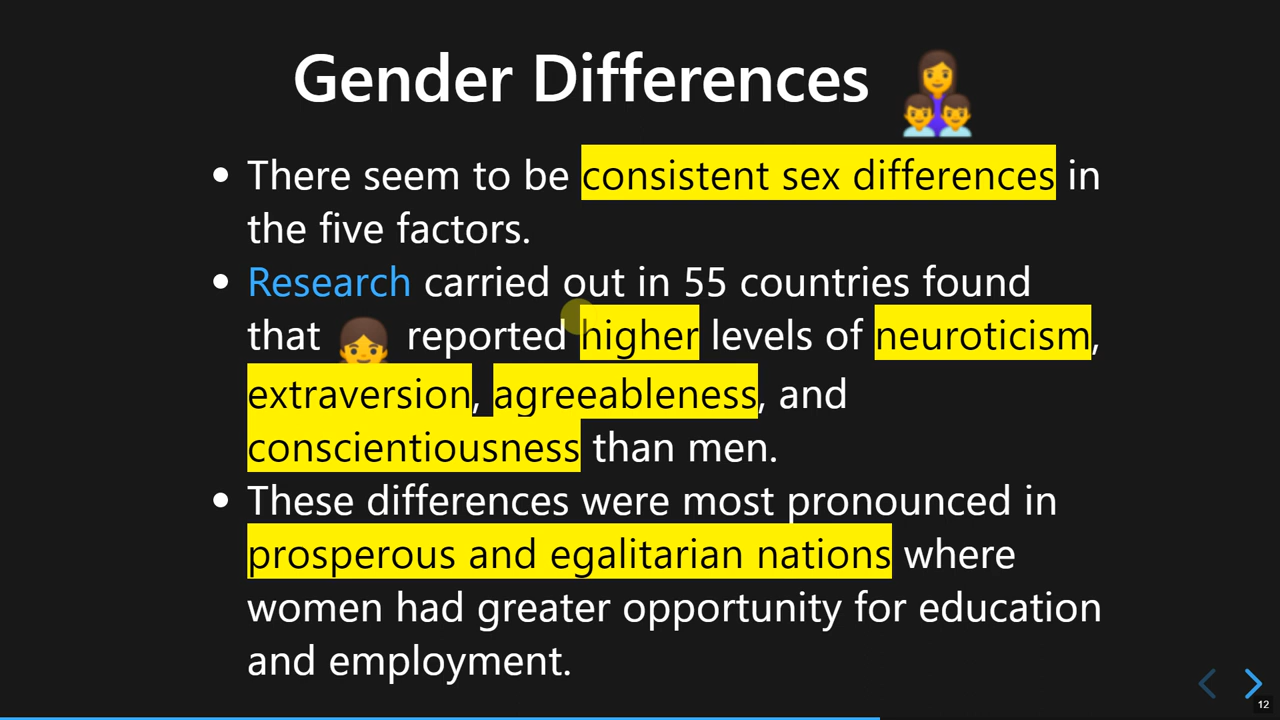 Gender Differences
There seem to be consistent sex differences in
the five factors.
Research carried out in 55 countries found
that reported higher levels of neuroticism,
extraversion, agreeableness, and
conscientiousness than men.
These differences were most pronounced in
prosperous and egalitarian nations where
women had greater opportunity for education
and employment.
12